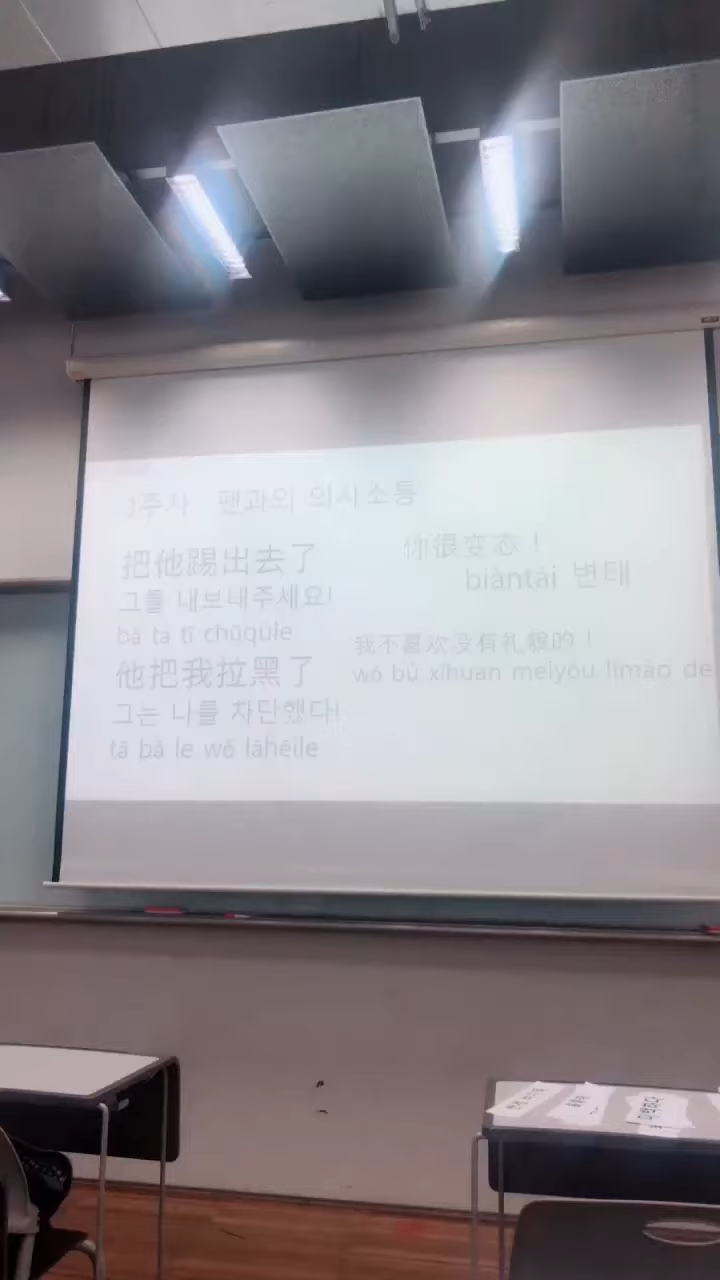 주차 팬과의 의사소통
把他踢出去了
그를 내보내주세요!
bǎ tā tī chūqùle
他把我拉黑了
그는 나를 차단했다!
tā bǎ le wǒ lāhēile
你很变态！
biàntài 변태
我不喜欢没有礼貌的！
wǒ bù xǐhuan méiyǒu lǐmào de